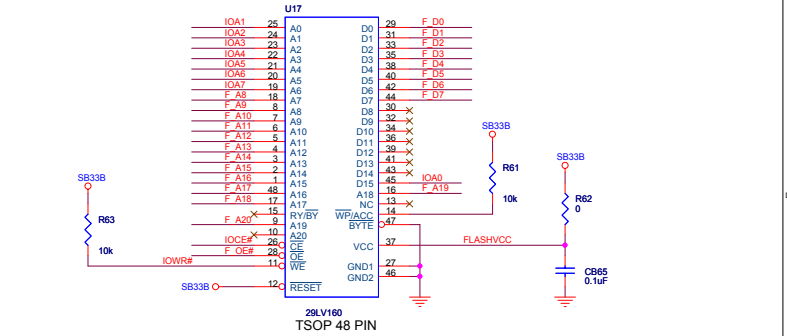 U17
IOA1 25 A0 D0 29 F_D0
IOA2 24 A1 D1 31 F_D1
IOA3 23 A2 D2 33 F_D2
IOA4 22 A3 D3 35 F_D3
IOA5 21 A4 D4 38 F_D4
IOA6 20 A5 D5 40 F_D5
IOA7 19 A6 D6 42 F_D6
F_A8 18 A7 D7 44 F_D7
F_A9 8 A8 D8 30
F_A10 7 A9 D9 32
F_A11 6 A10 D10 34
F_A12 5 A11 D11 36
F_A13 4 A12 D12 39
F_A14 3 A13 D13 41
F_A15 2 A14 D14 43
F_A16 1 A15 D15 45 IOA0
F_A17 48 A16 A18 16 F_A19
F_A18 17 A17 NC 13
15 RY/BY WP/ACC 14
F_A20 9 A19 BYTE 47
10 A20
IOCE# 26 CE VCC 37 FLASHVCC
F_OE# 28 OE
IOWR# 11 WE GND1 27
GND2 46
SB33B 12 RESET
29LV160
TSOP 48 PIN
SB33B
R63
10k
SB33B
R61
10k
SB33B
R62
0
CB65
0.1uF